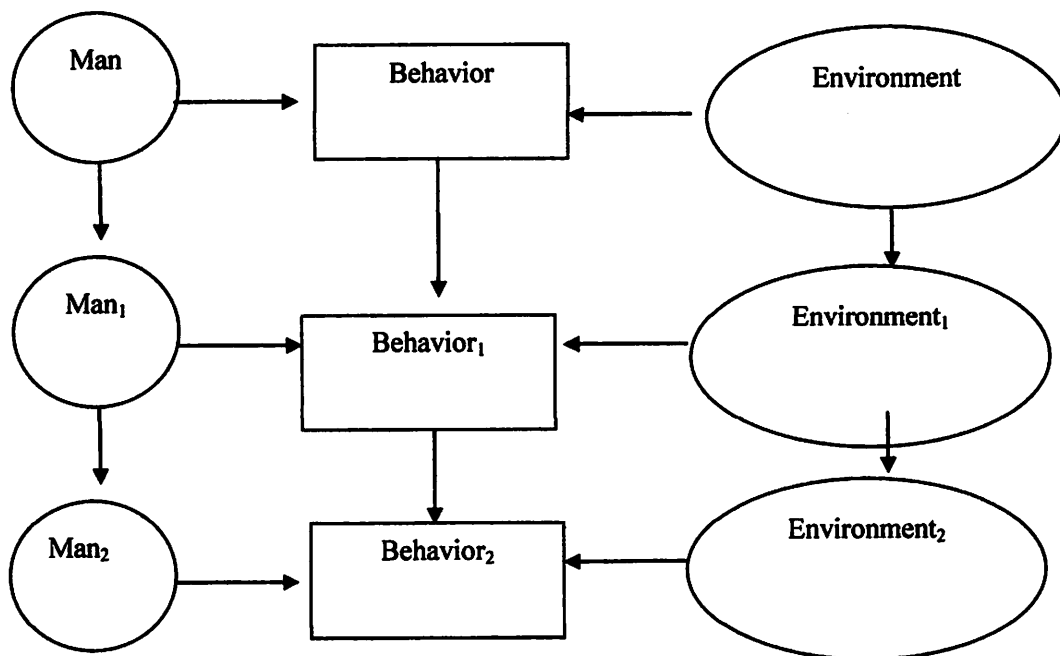 Man
Behavior
Environment
Man₁
Behavior₁
Environment₁
Man₂
Behavior₂
Environment₂